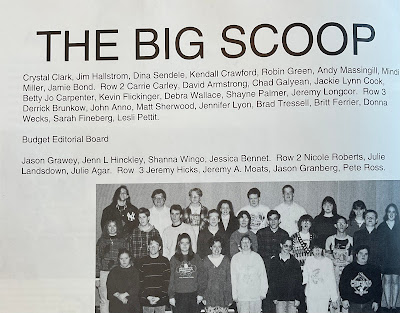 THE BIG SCOOP
Crystal Clark, Jim Hallstrom, Dina Sendele, Kendall Crawford, Robin Green, Andy Massingill, Mindi
Miller, Jamie Bond. Row 2 Carrie Carley, David Armstrong, Chad Galyean, Jackie Lynn Cook,
Betty Jo Carpenter, Kevin Flickinger, Debra Wallace, Shayne Palmer, Jeremy Longcor. Row 3
Derrick Brunkow, John Anno, Matt Sherwood, Jennifer Lyon, Brad Tressell, Britt Ferrier, Donna
Wecks, Sarah Fineberg, Lesli Pettit.
Budget Editorial Board
Jason Grawey, Jenn L Hinckley, Shanna Wingo, Jessica Bennet. Row 2 Nicole Roberts, Julie
Landsdown, Julie Agar. Row 3 Jeremy Hicks, Jeremy A. Moats, Jason Granberg, Pete Ross.